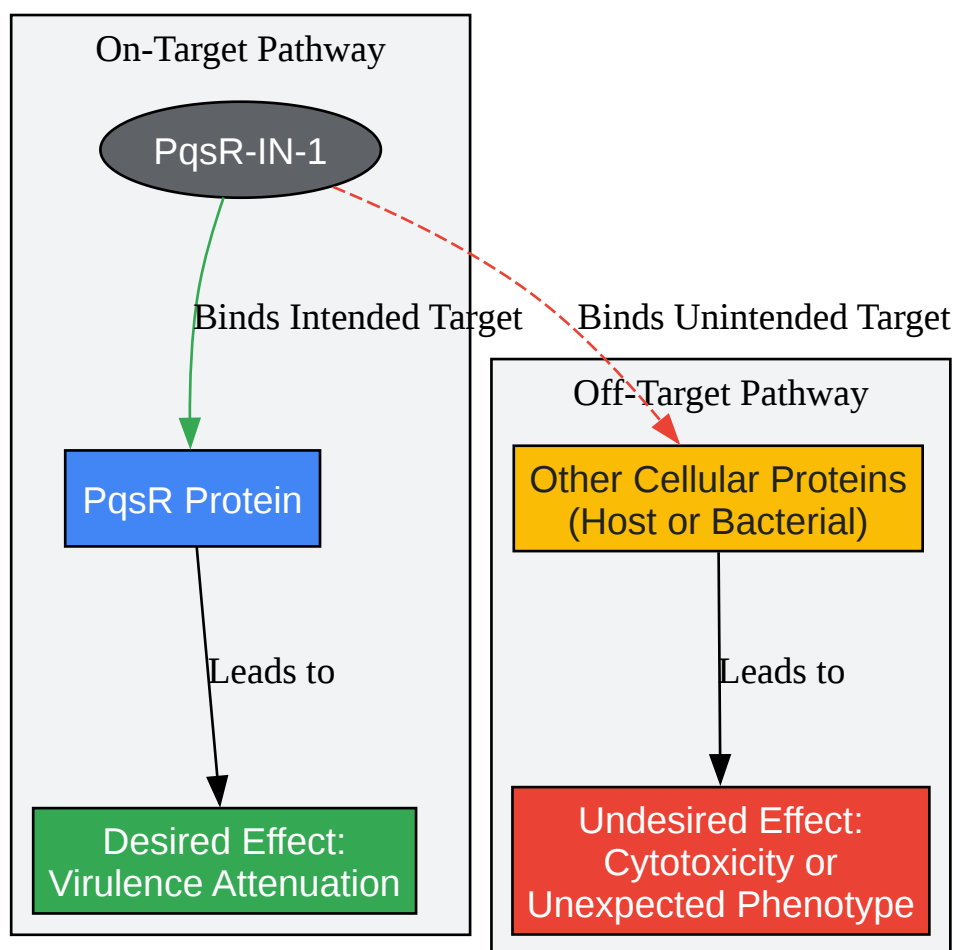 On-Target Pathway
PqsR-IN-1
Binds Intended Target
Binds Unintended Target
Off-Target Pathway
PqsR Protein
Other Cellular Proteins
(Host or Bacterial)
Leads to
Leads to
Desired Effect:
Virulence Attenuation
Undesired Effect:
Cytotoxicity or
Unexpected Phenotype